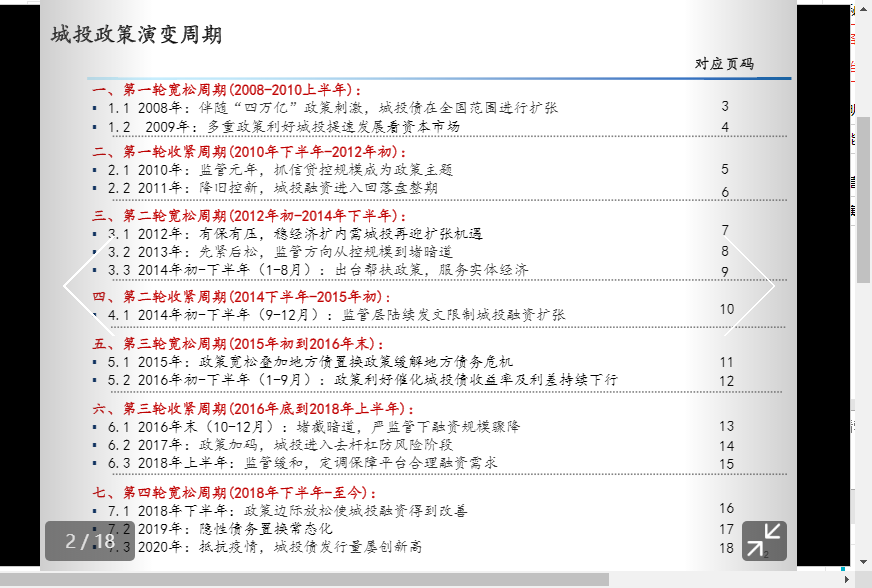 城投政策演变周期
对应页码
一、第一轮宽松周期(2008-2010上半年):
1.1 2008年: 伴随“四万亿”政策刺激, 城投债在全国范围进行扩张 3
1.2 2009年: 多重政策利好城投提速发展看资本市场 4
二、第一轮收紧周期(2010年下半年-2012年初):
2.1 2010年: 监管元年, 抓信贷控规模成为政策主题 5
2.2 2011年: 降旧控新, 城投融资进入回落盘整期 6
三、第二轮宽松周期(2012年初-2014年下半年):
3.1 2012年: 有保有压, 稳经济扩内需城投再迎扩张机遇 7
3.2 2013年: 先紧后松, 监管方向从控规模到堵暗道 8
3.3 2014年初-下半年 (1-8月) : 出台帮扶政策, 服务实体经济 9
四、第二轮收紧周期(2014下半年-2015年初):
4.1 2014年初-下半年 (9-12月) : 监管层陆续发文限制城投融资扩张 10
五、第三轮宽松周期(2015年初到2016年末):
5.1 2015年: 政策宽松叠加地方债置换政策缓解地方债务危机 11
5.2 2016年初-下半年 (1-9月) : 政策利好催化城投债收益率及利差持续下行 12
六、第三轮收紧周期(2016年底到2018年上半年):
6.1 2016年末 (10-12月) : 堵截暗道, 严监管下融资规模骤降 13
6.2 2017年: 政策加码, 城投进入去杆杠防风险阶段 14
6.3 2018年上半年: 监管缓和, 定调保障平台合理融资需求 15
七、第四轮宽松周期(2018年下半年-至今):
7.1 2018年下半年: 政策边际放松使城投融资得到改善 16
7.2 2019年: 隐性债务置换常态化 17
7.3 2020年: 抵抗疫情, 城投债发行量屡创新高 18
2 / 18
2